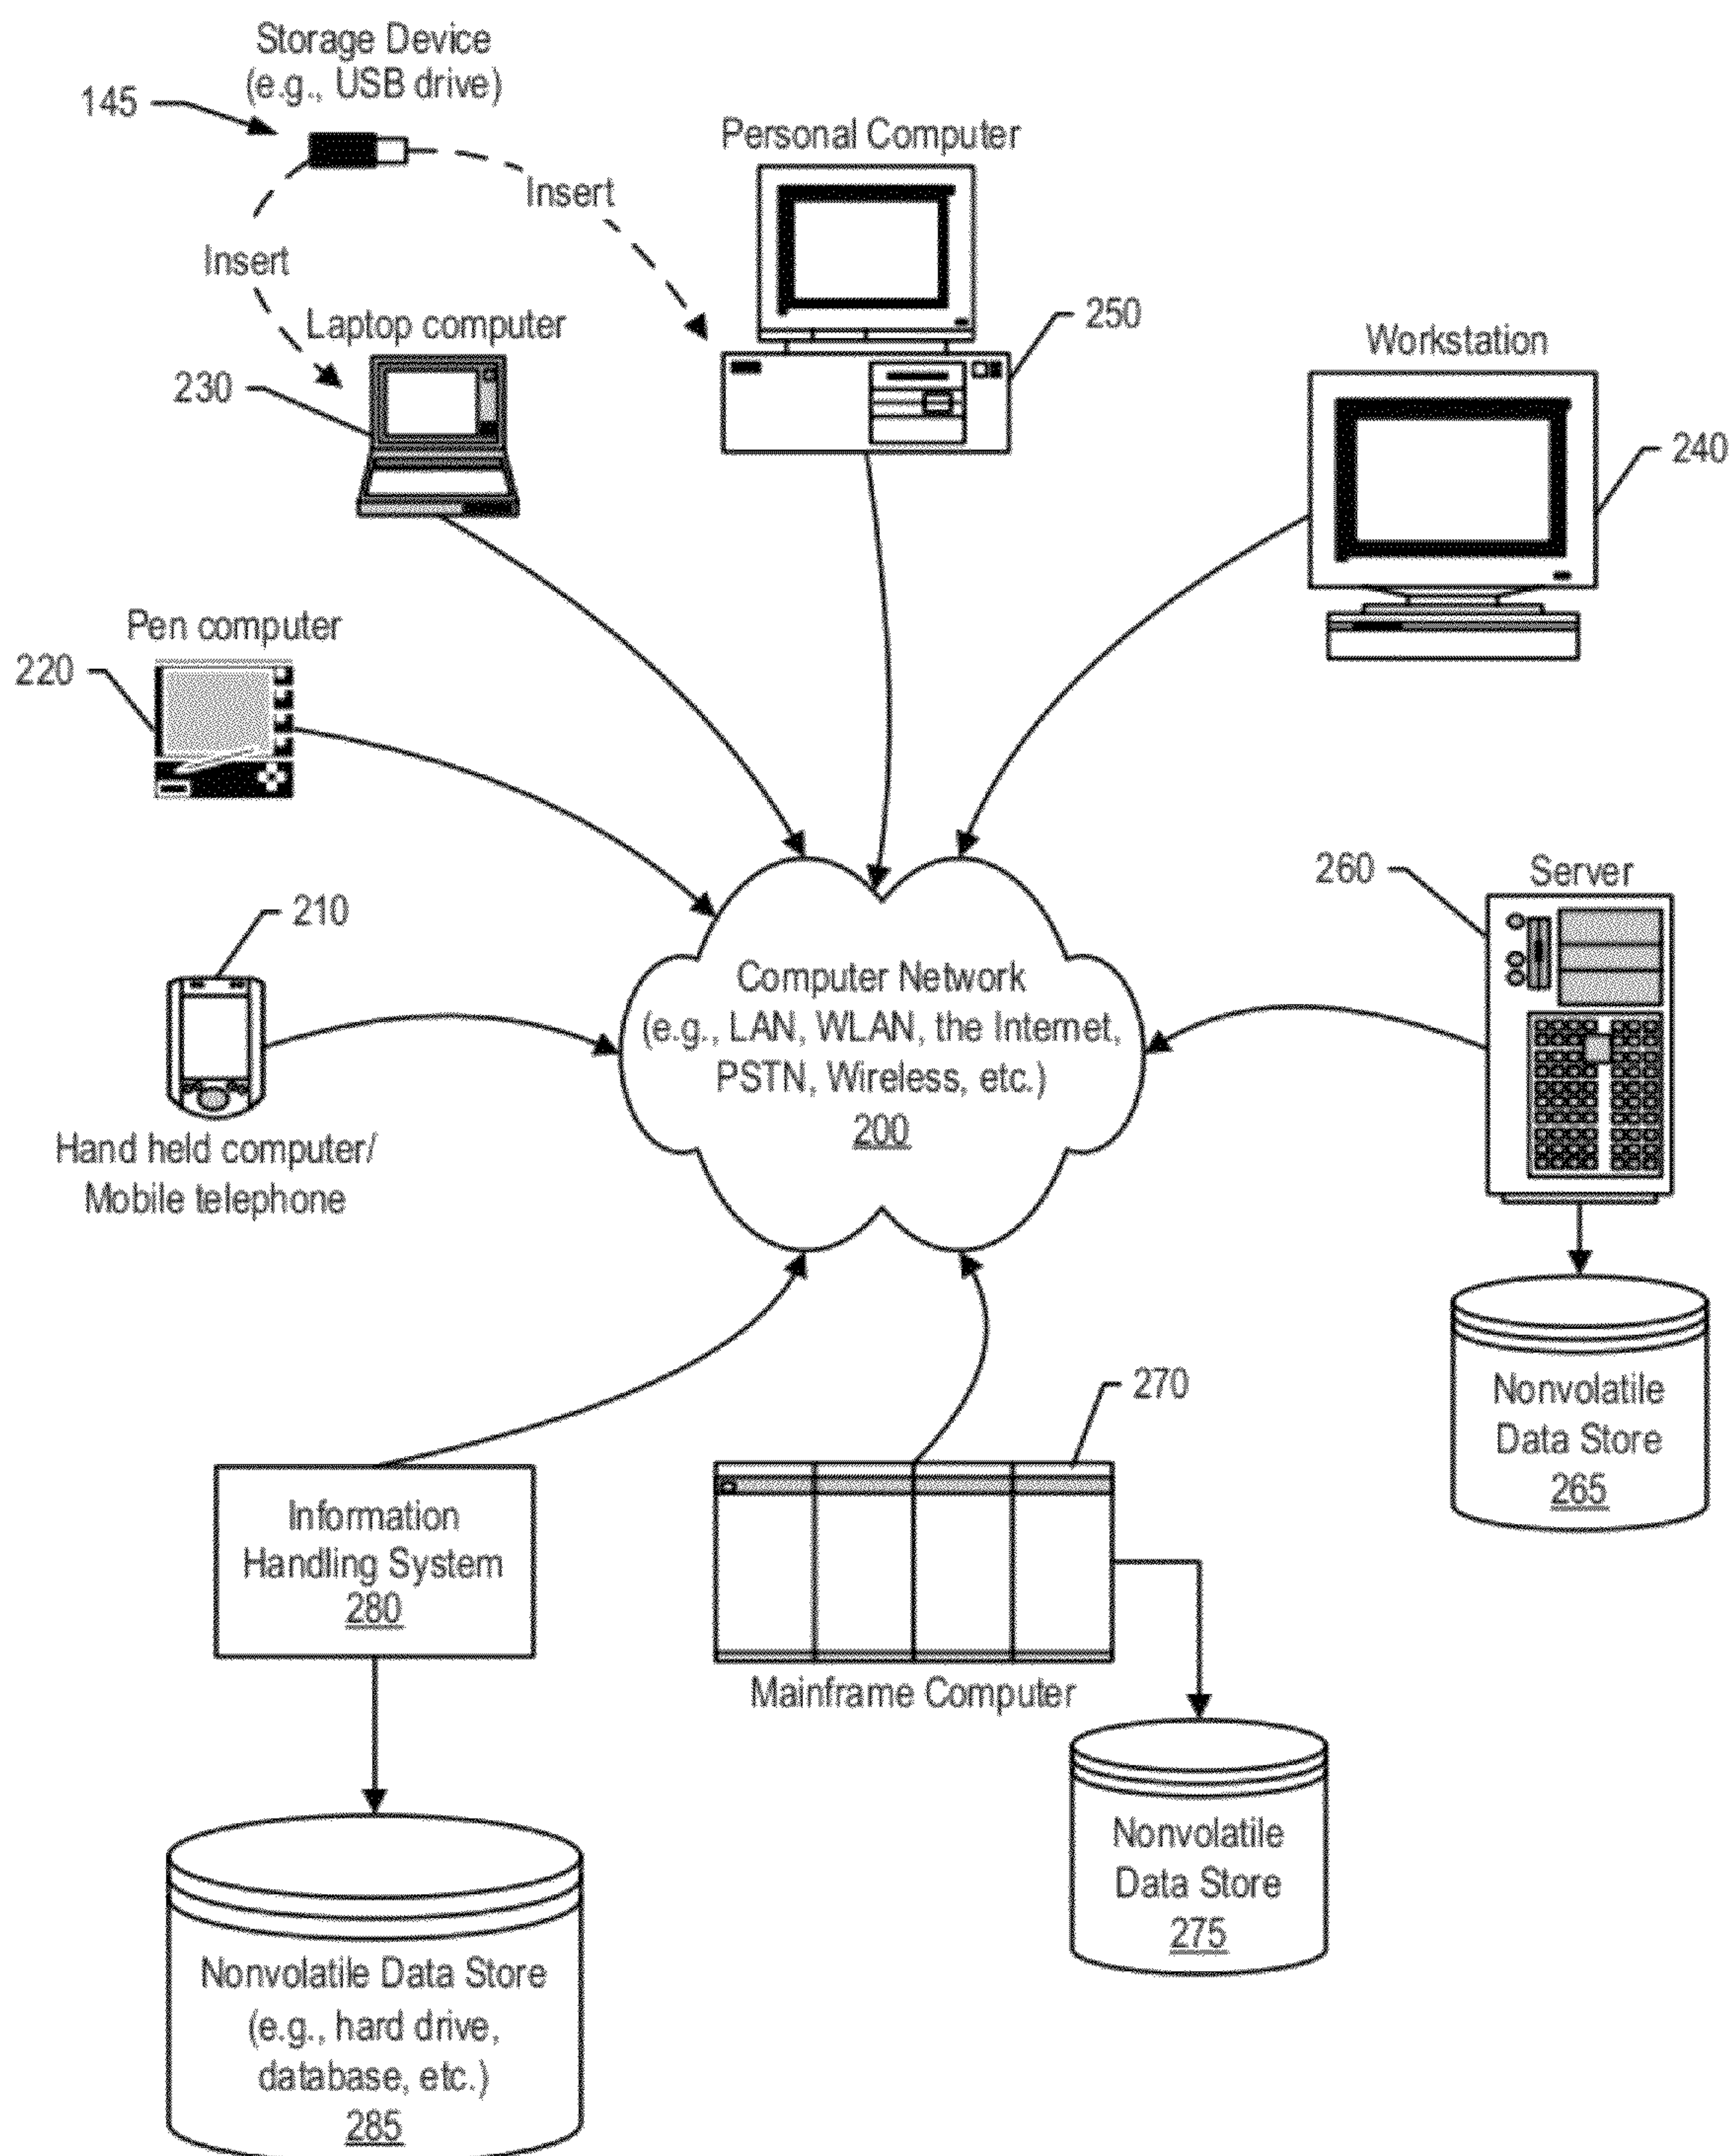 Storage Device
(e.g., USB drive)
145
Personal Computer
Insert
Insert
250
Laptop computer
230
Workstation
240
Pen computer
220
260
Server
210
Computer Network
(e.g., LAN, WLAN, the Internet,
PSTN, Wireless, etc.)
200
Hand held computer/
Mobile telephone
Nonvolatile
Data Store
265
270
Information
Handling System
280
Mainframe Computer
Nonvolatile
Data Store
275
Nonvolatile Data Store
(e.g., hard drive,
database, etc.)
285